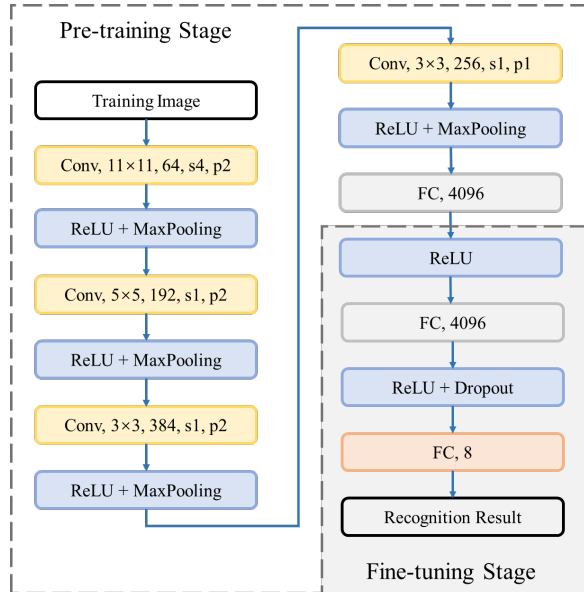 Pre-training Stage
Training Image
Conv, 11×11, 64, s4, p2
ReLU + MaxPooling
Conv, 5×5, 192, s1, p2
ReLU + MaxPooling
Conv, 3×3, 384, s1, p2
ReLU + MaxPooling
Conv, 3×3, 256, s1, p1
ReLU + MaxPooling
FC, 4096
ReLU
FC, 4096
ReLU + Dropout
FC, 8
Recognition Result
Fine-tuning Stage